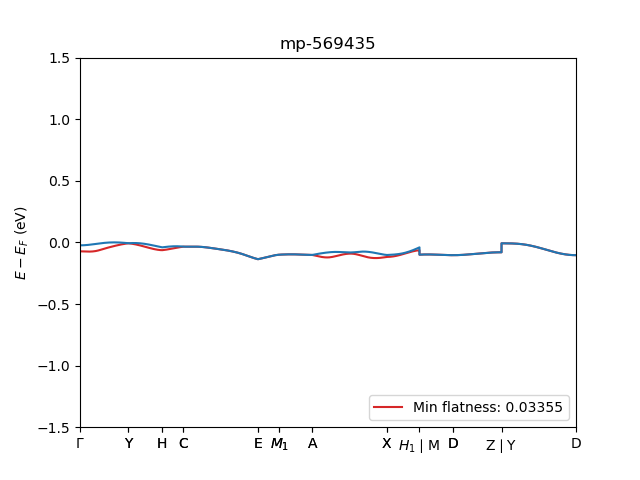 mp-569435
1.5
1.0
0.5
0.0
−0.5
−1.0
−1.5
E − E_F (eV)
Min flatness: 0.03355
Γ Y H C E M_1 A X H_1 | M D Z | Y D